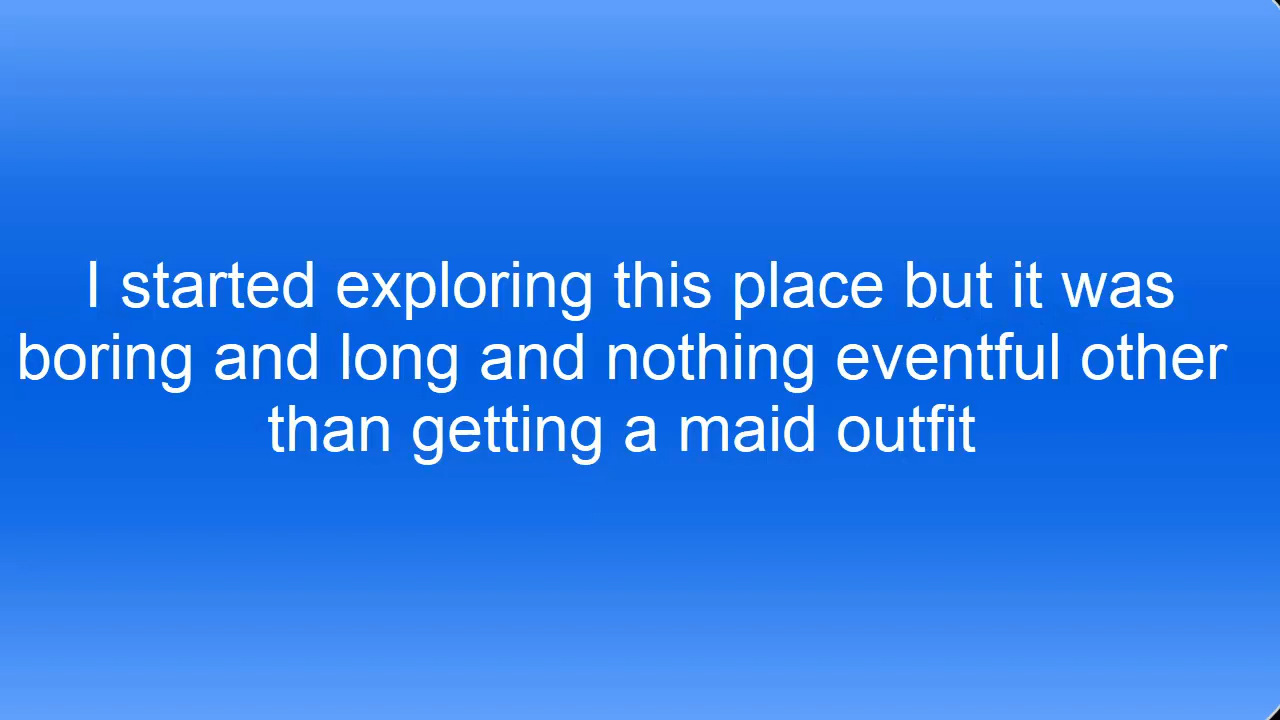 I started exploring this place but it was
boring and long and nothing eventful other
than getting a maid outfit